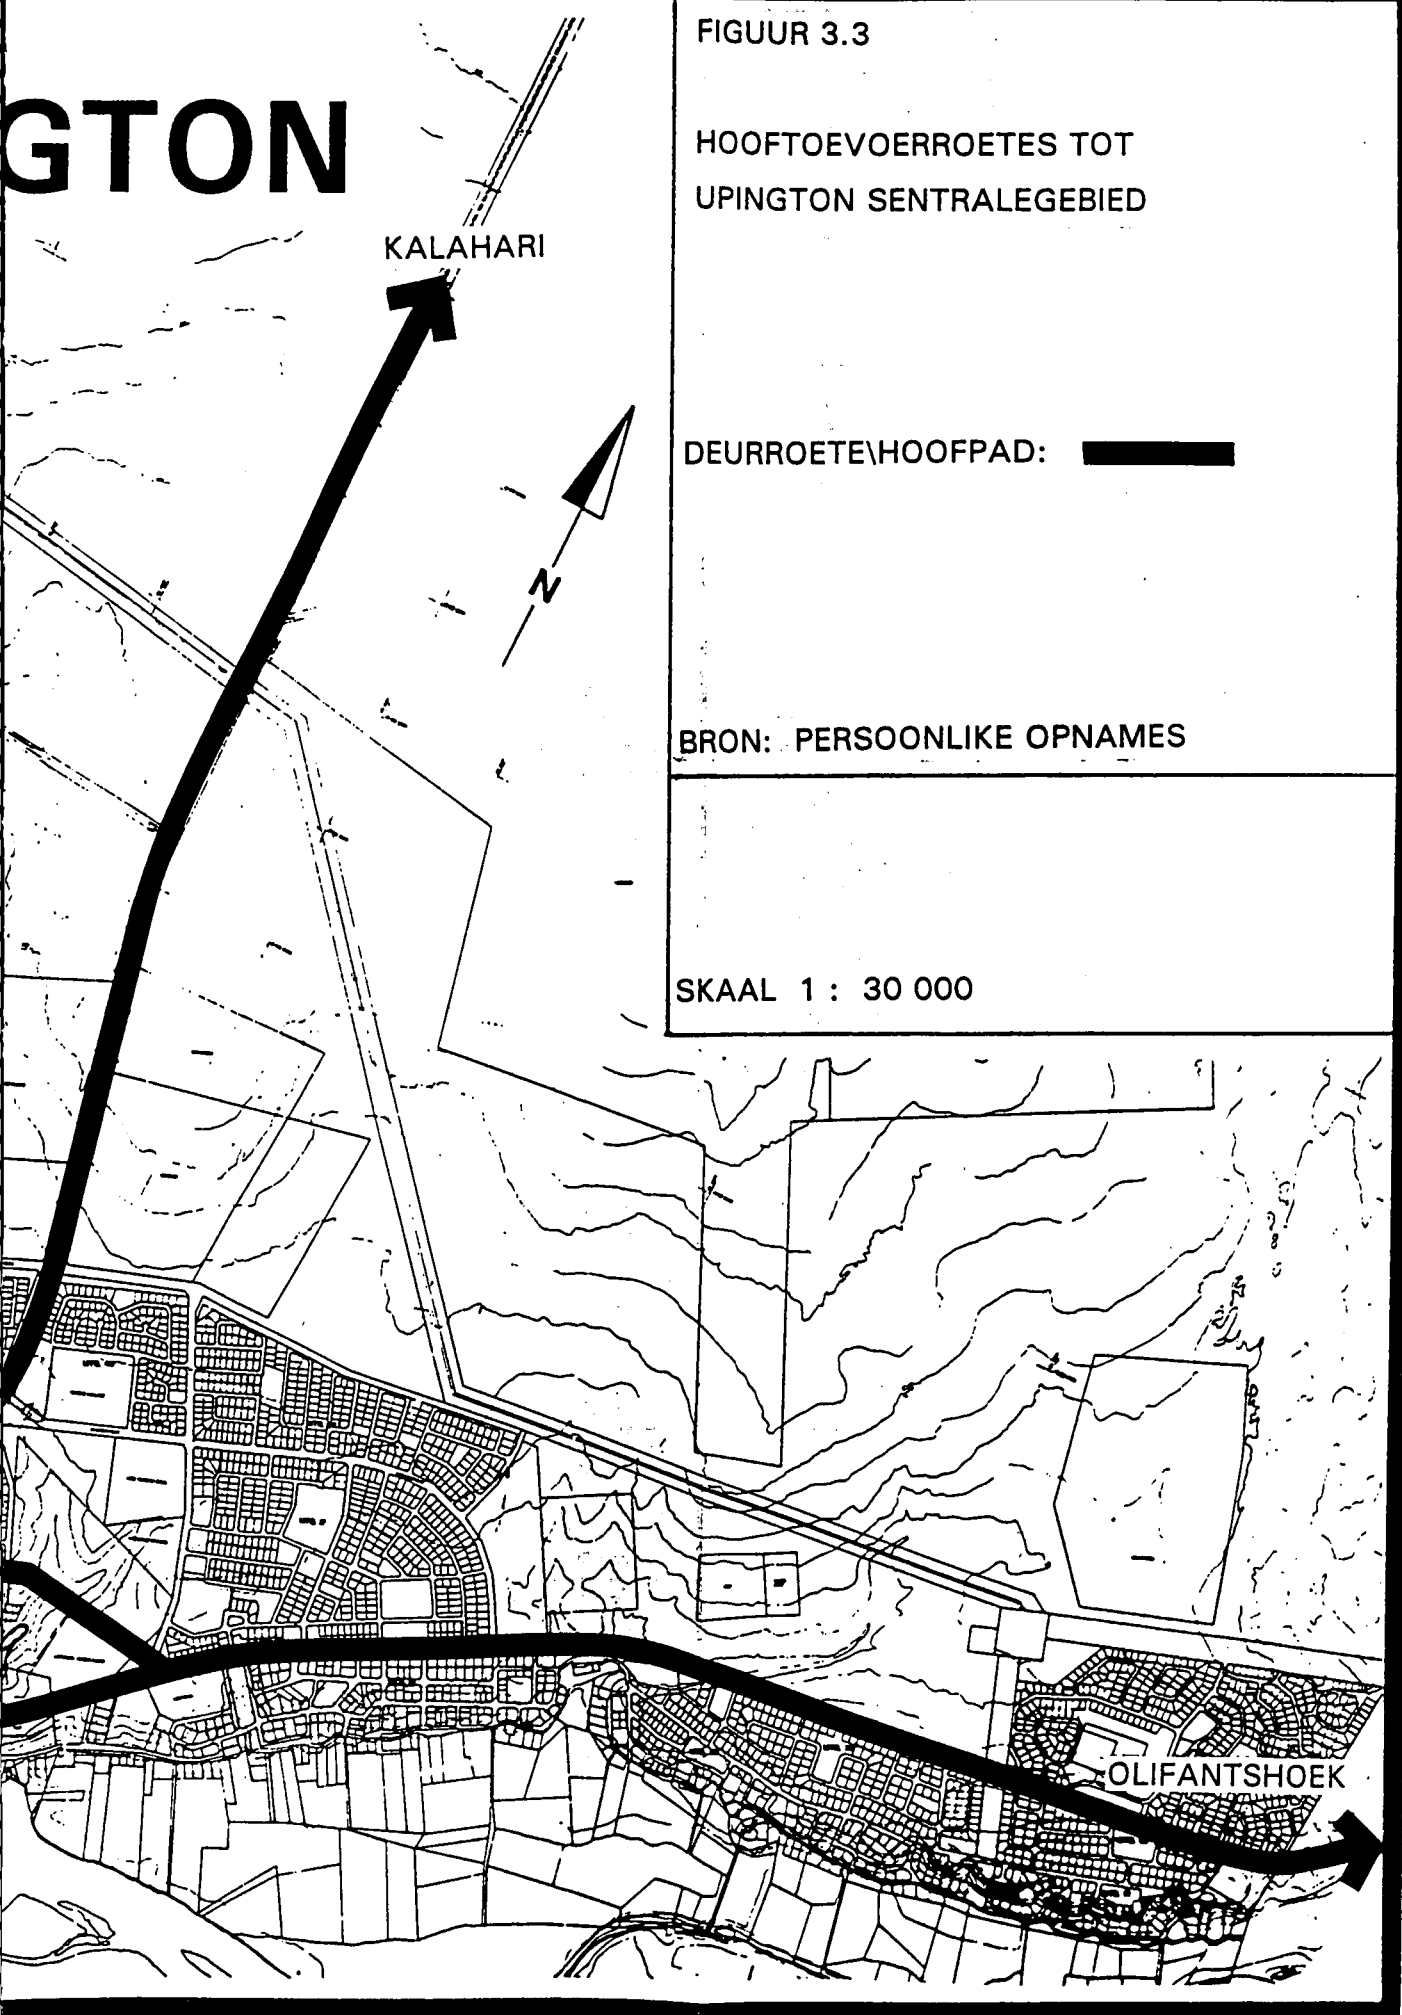 GTON
KALAHARI
N
FIGUUR 3.3
HOOFTOEVOERROETES TOT
UPINGTON SENTRALEGEBIED
DEURROETE\HOOFPAD:
BRON: PERSOONLIKE OPNAMES
SKAAL 1 : 30 000
OLIFANTSHOEK